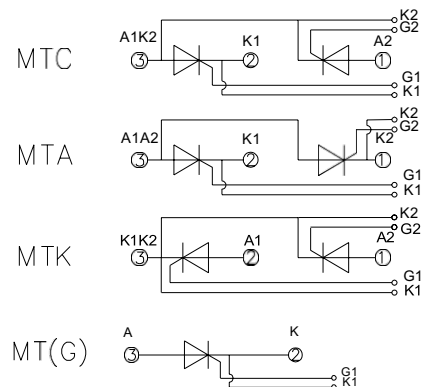 K2
A1K2 K1 A2 G2
MTC 3 2 1
G1
K1
K2
A1A2 K1 K2 G2
MTA 3 2 1
G1
K1
K2
K1K2 A1 A2 G2
MTK 3 2 1
G1
K1
A K
MT(G) 3 2
G1
K1